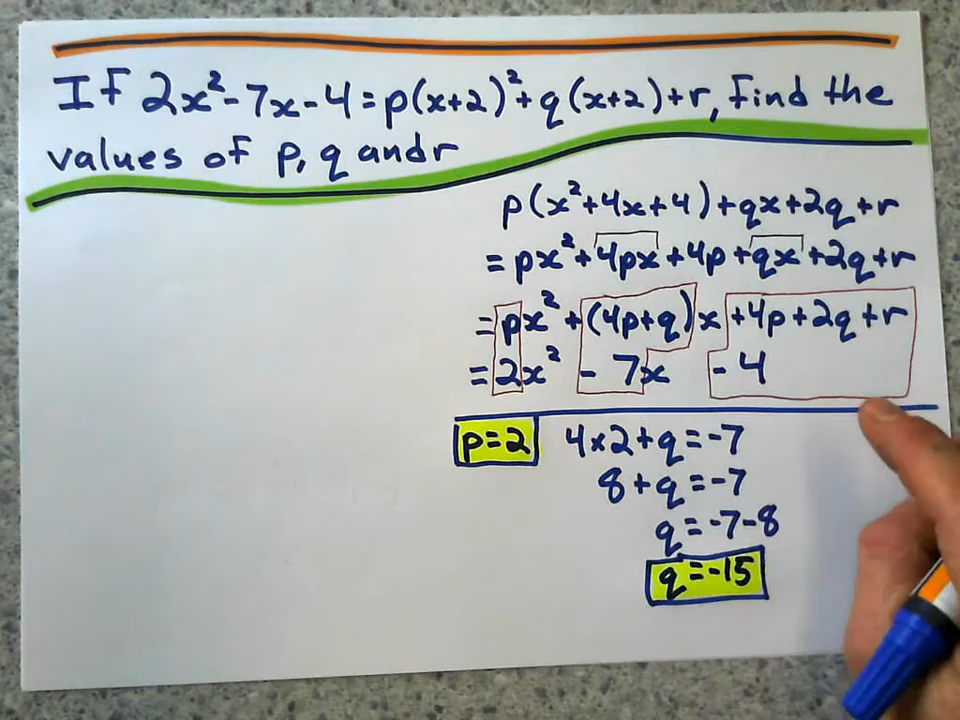 If 2x²-7x-4=p(x+2)²+q(x+2)+r, find the
values of p, q and r
p(x²+4x+4)+qx+2q+r
=px²+4px+4p+qx+2q+r
=px²+(4p+q)x+4p+2q+r
=2x² - 7x - 4
p=2 4×2+q=-7
8+q=-7
q=-7-8
q=-15